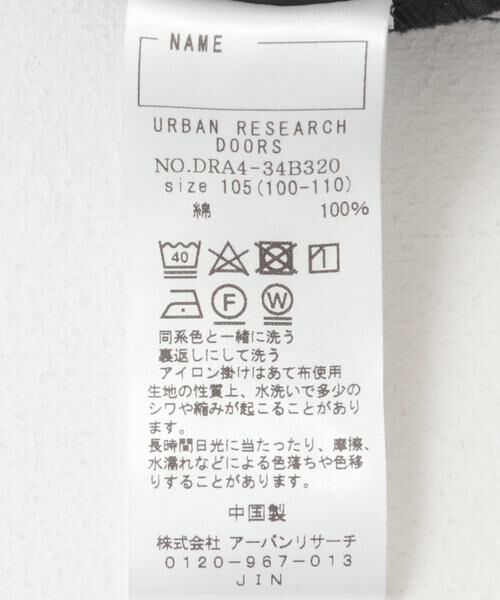 NAME
URBAN RESEARCH
DOORS
NO.DRA4-34B320
size 105(100-110)
綿 100%
40
F W
同系色と一緒に洗う
裏返しにして洗う
アイロン掛けはあて布使用
生地の性質上、水洗いで多少の
シワや縮みが起こることがあり
ます。
長時間日光に当たったり、摩擦、
水濡れなどによる色落ちや色移
りすることがあります。
中国製
株式会社 アーバンリサーチ
0120-967-013
JIN